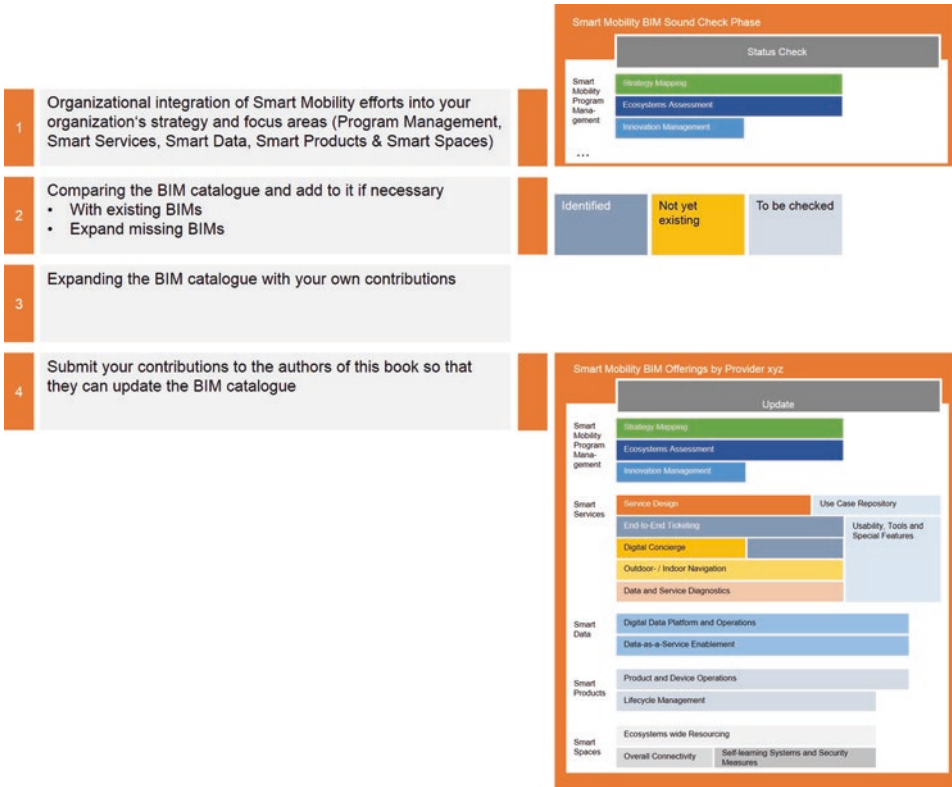 Smart Mobility BIM Sound Check Phase
Status Check
Smart
Mobility
Program
Mana-
gement
Strategy Mapping
Ecosystems Assessment
Innovation Management
...
1
Organizational integration of Smart Mobility efforts into your
organization's strategy and focus areas (Program Management,
Smart Services, Smart Data, Smart Products & Smart Spaces)
2
Comparing the BIM catalogue and add to it if necessary
• With existing BIMs
• Expand missing BIMs
Identified
Not yet
existing
To be checked
3
Expanding the BIM catalogue with your own contributions
4
Submit your contributions to the authors of this book so that
they can update the BIM catalogue
Smart Mobility BIM Offerings by Provider xyz
Update
Smart
Mobility
Program
Mana-
gement
Strategy Mapping
Ecosystems Assessment
Innovation Management
Smart
Services
Service Design
Use Case Repository
End-to-End Ticketing
Usability, Tools and
Special Features
Digital Concierge
Outdoor- / Indoor Navigation
Data and Service Diagnostics
Smart
Data
Digital Data Platform and Operations
Data-as-a-Service Enablement
Smart
Products
Product and Device Operations
Lifecycle Management
Smart
Spaces
Ecosystems wide Resourcing
Overall Connectivity
Self-learning Systems and Security
Measures